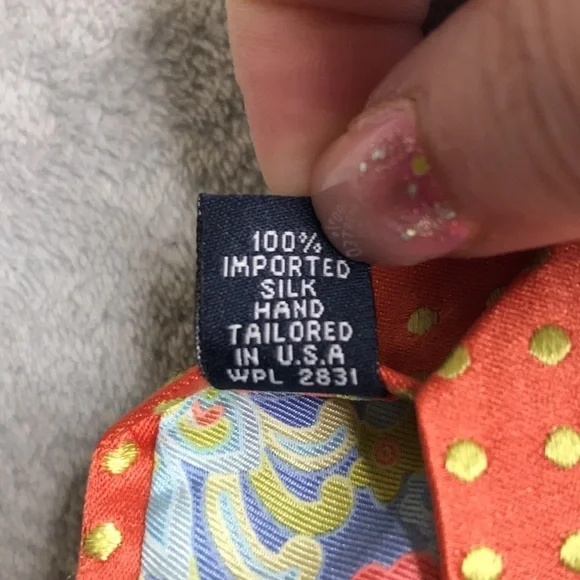 100%
IMPORTED
SILK
HAND
TAILORED
IN U.S.A
WPL 2831